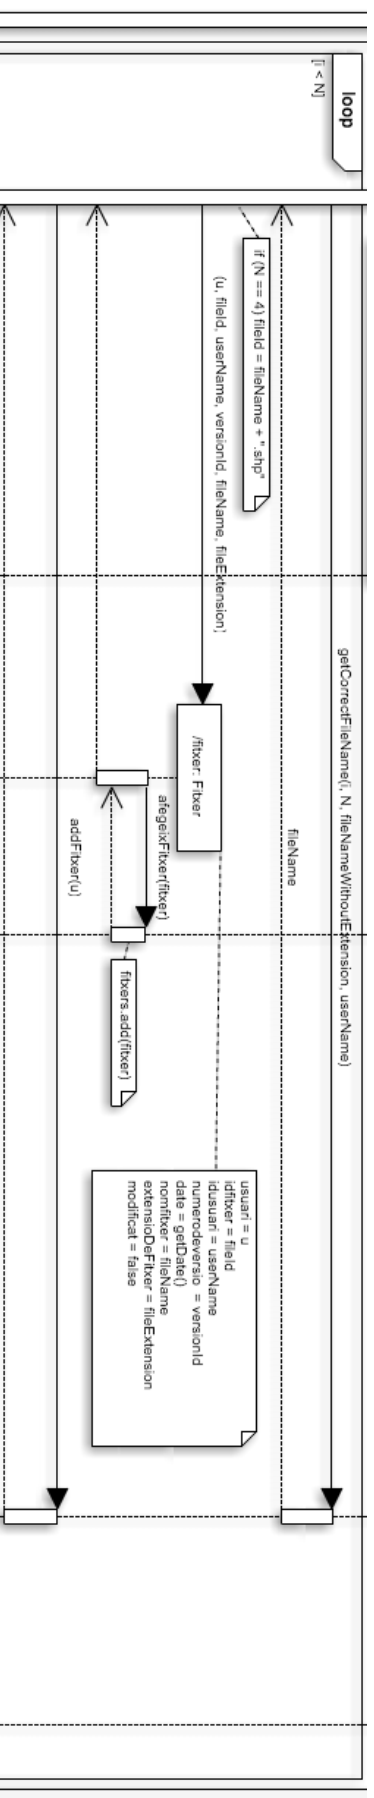 loop
[i < N]
getCorrectFileName(i, N, fileNameWithoutExtension, userName)
fileName
if (N == 4) fileId = fileName + ".shp"
(u, fileId, userName, versionId, fileName, fileExtension)
/fitxer: Fitxer
usuari = u
idfitxer = fileId
idusuari = userName
numerodeversio = versionId
date = getDate()
nomfitxer = fileName
extensioDeFitxer = fileExtension
modificat = false
afegeixFitxer(fitxer)
fitxers.add(fitxer)
addFitxer(u)